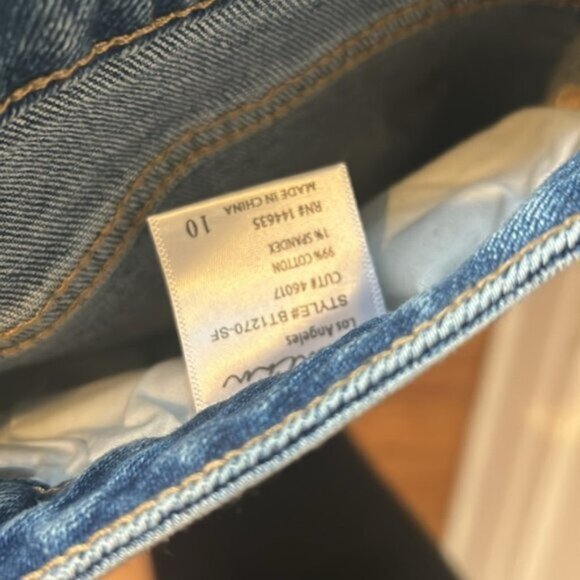 Los Angeles
STYLE# BT1270-SF
CUT# 46017
99% COTTON
1% SPANDEX
RN# 144635
MADE IN CHINA
10